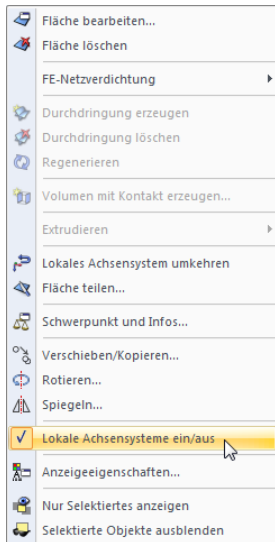 Fläche bearbeiten...
Fläche löschen
FE-Netzverdichtung
Durchdringung erzeugen
Durchdringung löschen
Regenerieren
Volumen mit Kontakt erzeugen...
Extrudieren
Lokales Achsensystem umkehren
Fläche teilen...
Schwerpunkt und Infos...
Verschieben/Kopieren...
Rotieren...
Spiegeln...
Lokale Achsensysteme ein/aus
Anzeigeeigenschaften...
Nur Selektiertes anzeigen
Selektierte Objekte ausblenden